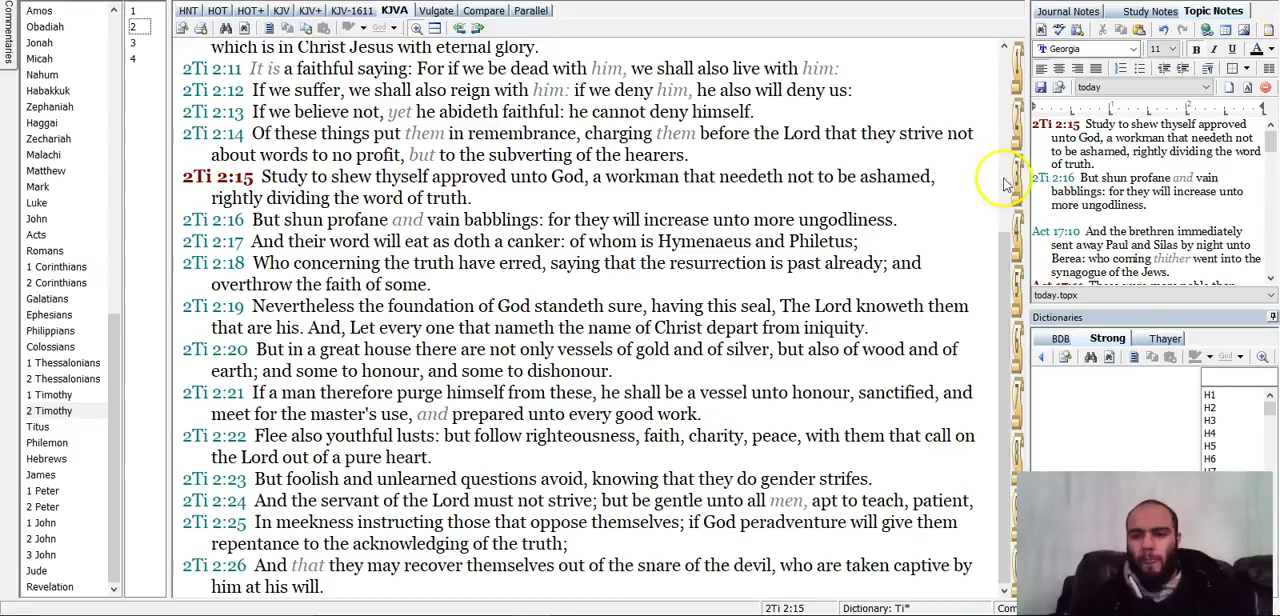 Commentaries
Amos
Obadiah
Jonah
Micah
Nahum
Habakkuk
Zephaniah
Haggai
Zechariah
Malachi
Matthew
Mark
Luke
John
Acts
Romans
1 Corinthians
2 Corinthians
Galatians
Ephesians
Philippians
Colossians
1 Thessalonians
2 Thessalonians
1 Timothy
2 Timothy
Titus
Philemon
Hebrews
James
1 Peter
2 Peter
1 John
2 John
3 John
Jude
Revelation
1
2
3
4
HNT HOT HOT+ KJV KJV+ KJV-1611 KJVA Vulgate Compare Parallel
God
which is in Christ Jesus with eternal glory.
2Ti 2:11 It is a faithful saying: For if we be dead with him, we shall also live with him:
2Ti 2:12 If we suffer, we shall also reign with him: if we deny him, he also will deny us:
2Ti 2:13 If we believe not, yet he abideth faithful: he cannot deny himself.
2Ti 2:14 Of these things put them in remembrance, charging them before the Lord that they strive not
about words to no profit, but to the subverting of the hearers.
2Ti 2:15 Study to shew thyself approved unto God, a workman that needeth not to be ashamed,
rightly dividing the word of truth.
2Ti 2:16 But shun profane and vain babblings: for they will increase unto more ungodliness.
2Ti 2:17 And their word will eat as doth a canker: of whom is Hymenaeus and Philetus;
2Ti 2:18 Who concerning the truth have erred, saying that the resurrection is past already; and
overthrow the faith of some.
2Ti 2:19 Nevertheless the foundation of God standeth sure, having this seal, The Lord knoweth them
that are his. And, Let every one that nameth the name of Christ depart from iniquity.
2Ti 2:20 But in a great house there are not only vessels of gold and of silver, but also of wood and of
earth; and some to honour, and some to dishonour.
2Ti 2:21 If a man therefore purge himself from these, he shall be a vessel unto honour, sanctified, and
meet for the master's use, and prepared unto every good work.
2Ti 2:22 Flee also youthful lusts: but follow righteousness, faith, charity, peace, with them that call on
the Lord out of a pure heart.
2Ti 2:23 But foolish and unlearned questions avoid, knowing that they do gender strifes.
2Ti 2:24 And the servant of the Lord must not strive; but be gentle unto all men, apt to teach, patient,
2Ti 2:25 In meekness instructing those that oppose themselves; if God peradventure will give them
repentance to the acknowledging of the truth;
2Ti 2:26 And that they may recover themselves out of the snare of the devil, who are taken captive by
him at his will.
2Ti 2:15 Dictionary: Ti* Com
Journal Notes Study Notes Topic Notes
Georgia 11 B I U A
today
1 2
2Ti 2:15 Study to shew thyself approved
unto God, a workman that needeth not
to be ashamed, rightly dividing the word
of truth.
2Ti 2:16 But shun profane and vain
babblings: for they will increase unto
more ungodliness.
Act 17:10 And the brethren immediately
sent away Paul and Silas by night unto
Berea: who coming thither went into the
synagogue of the Jews.
today.topx
Dictionaries
BDB Strong Thayer
God
H1
H2
H3
H4
H5
H6